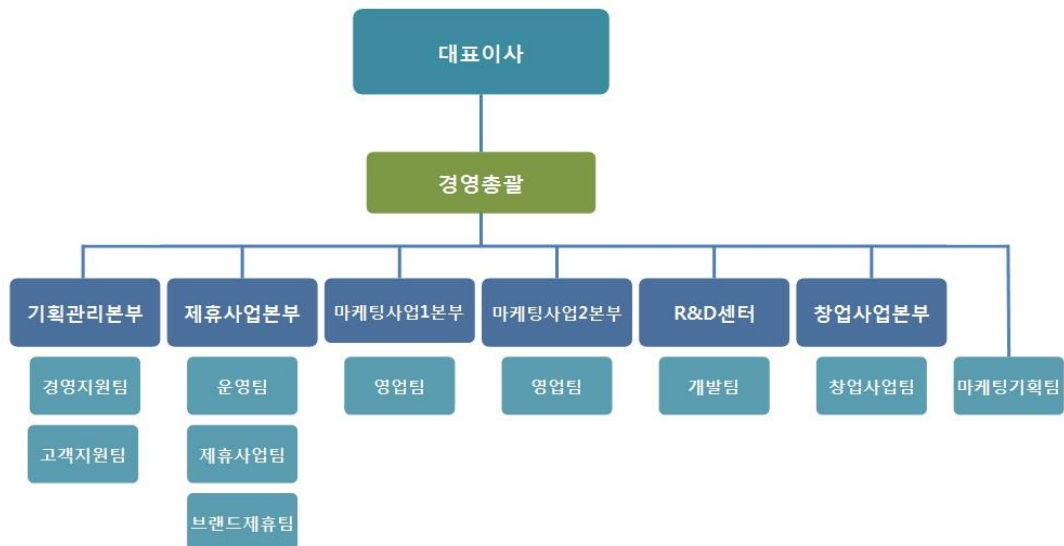 대표이사
경영총괄
기획관리본부
제휴사업본부
마케팅사업1본부
마케팅사업2본부
R&D센터
창업사업본부
경영지원팀
운영팀
영업팀
영업팀
개발팀
창업사업팀
마케팅기획팀
고객지원팀
제휴사업팀
브랜드제휴팀